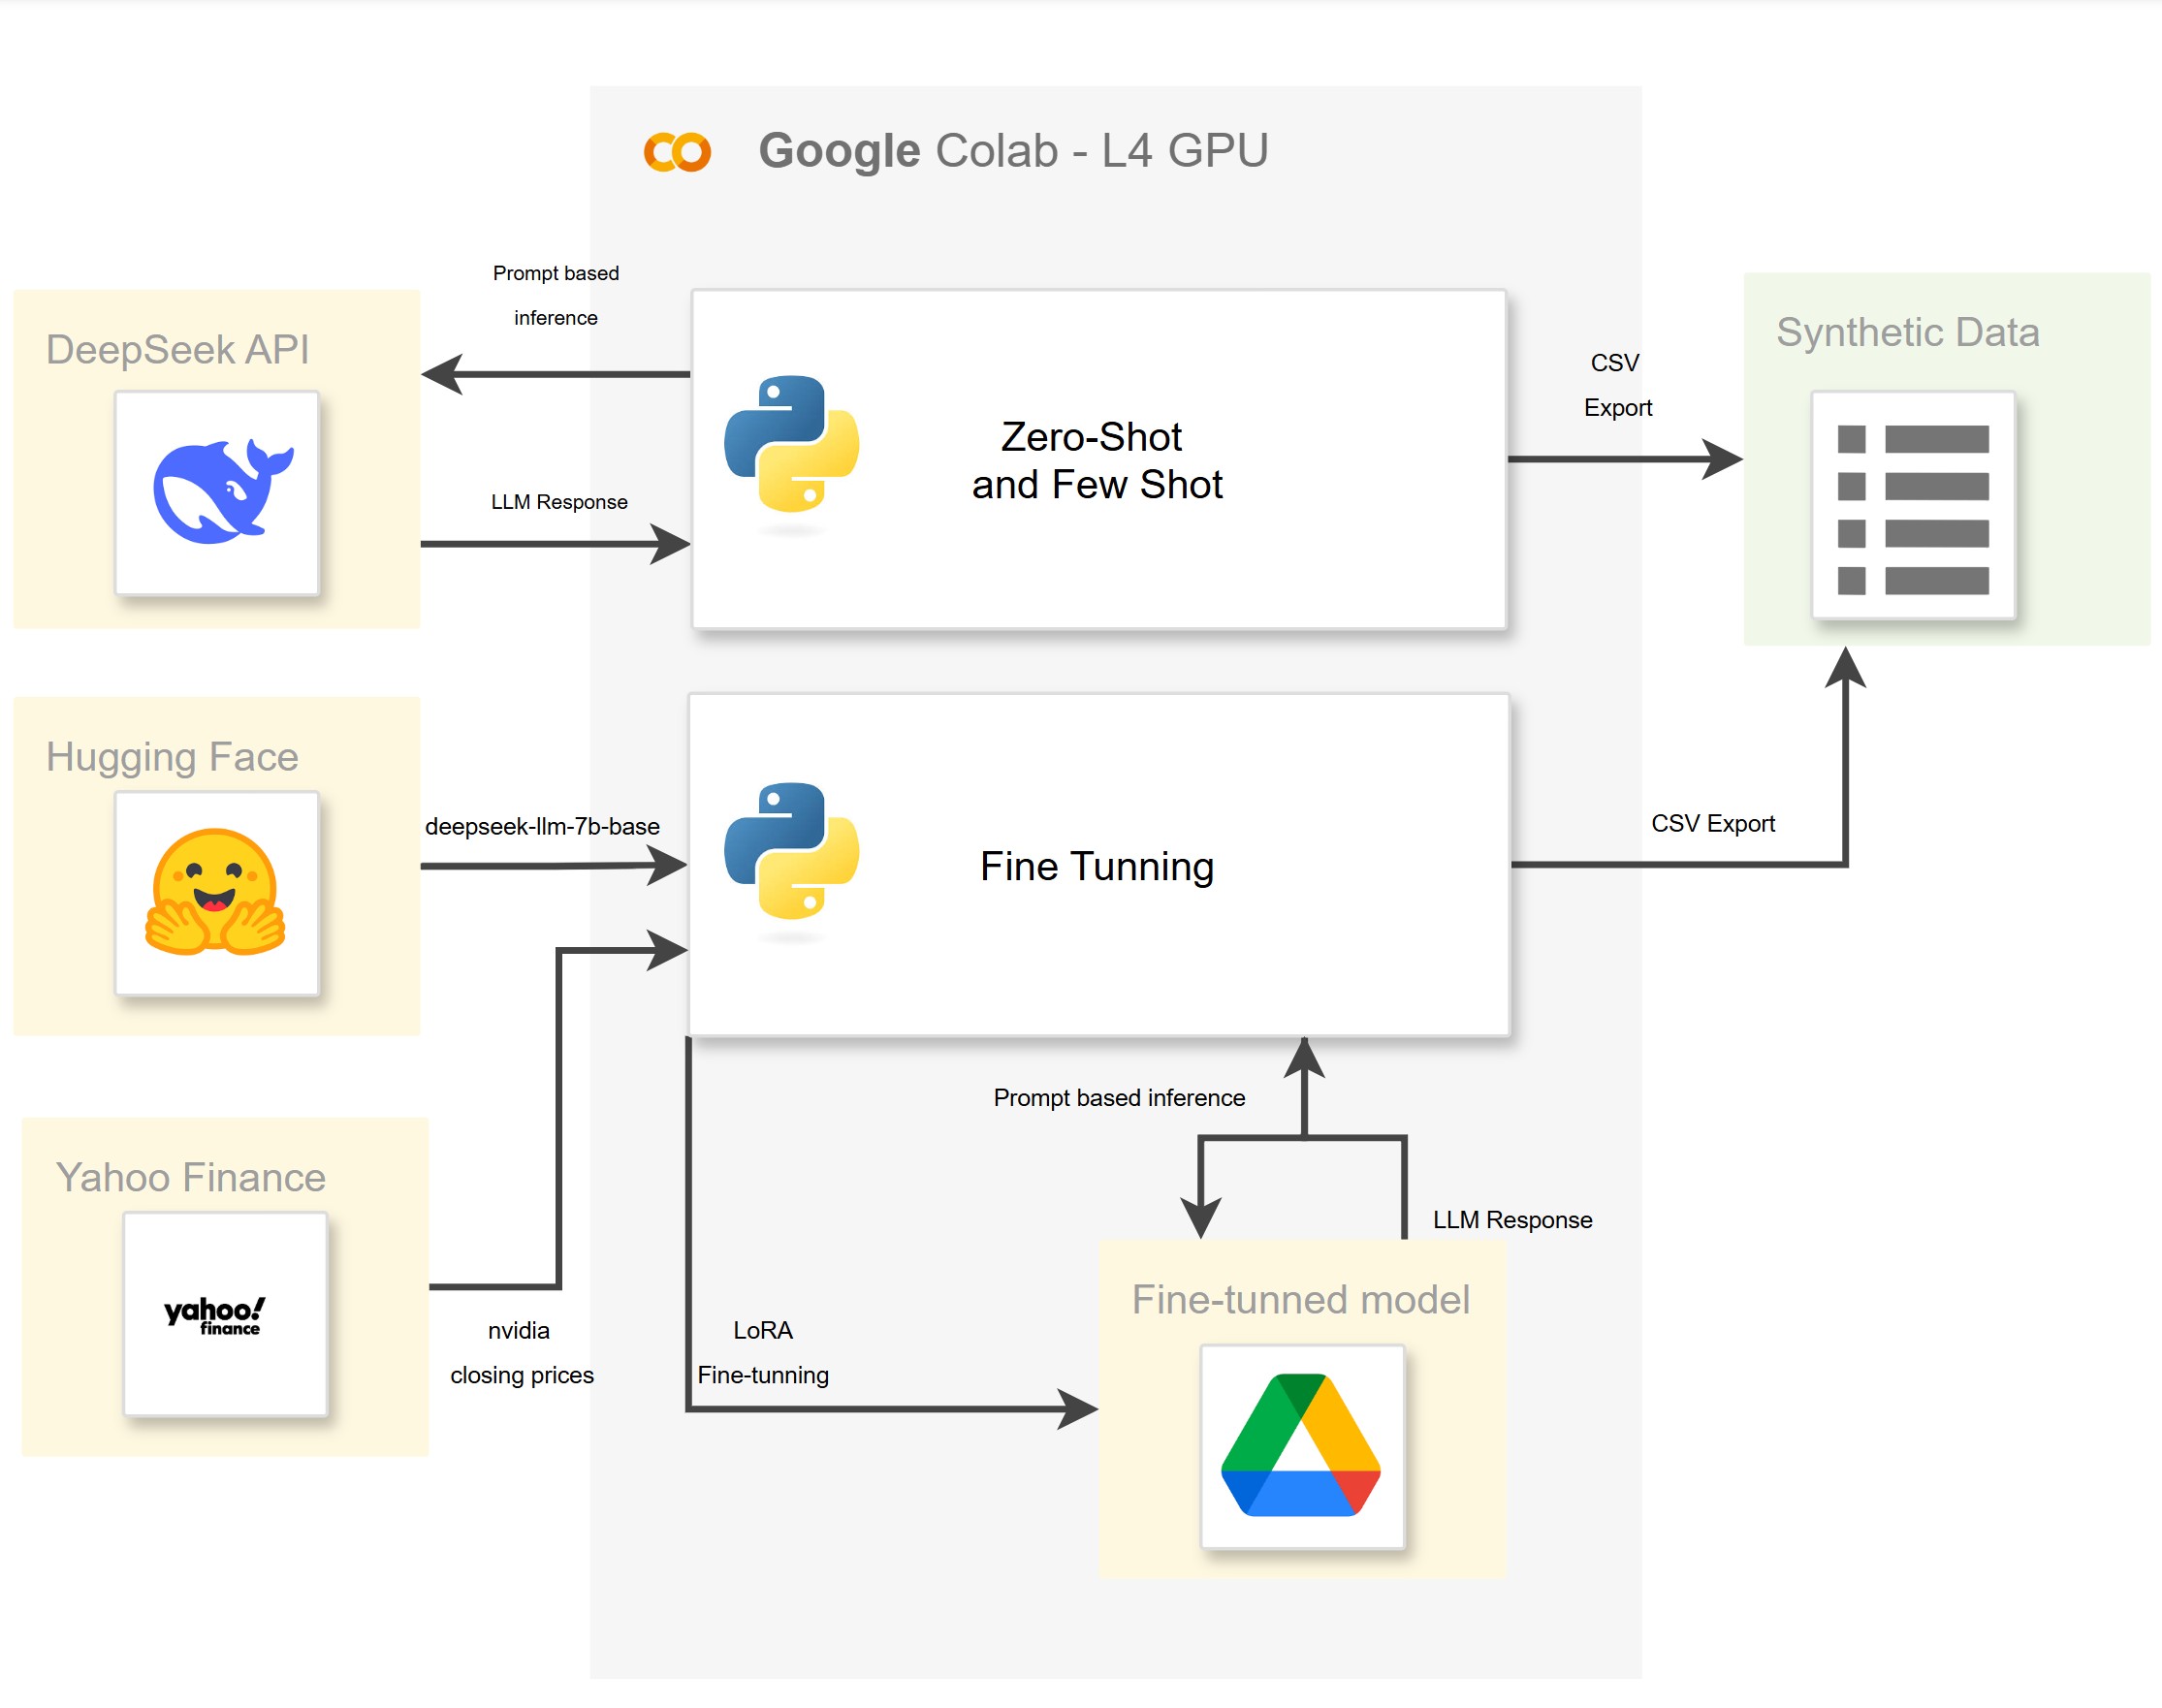 Google Colab - L4 GPU
Prompt based
inference
DeepSeek API
LLM Response
Zero-Shot
and Few Shot
CSV
Export
Synthetic Data
Hugging Face
deepseek-llm-7b-base
Fine Tunning
CSV Export
Yahoo Finance
yahoo!
finance
nvidia
closing prices
LoRA
Fine-tunning
Prompt based inference
LLM Response
Fine-tunned model